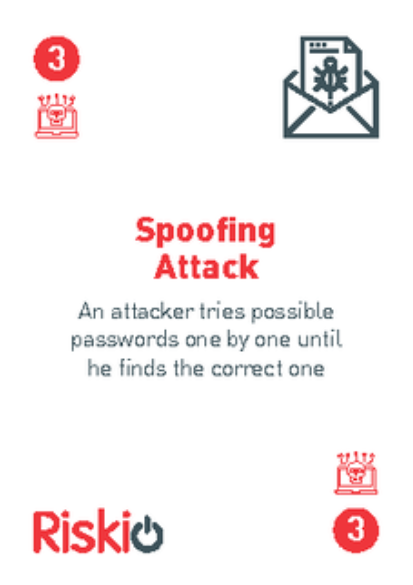 3
Spoofing
Attack
An attacker tries possible
passwords one by one until
he finds the correct one
Riskio
3